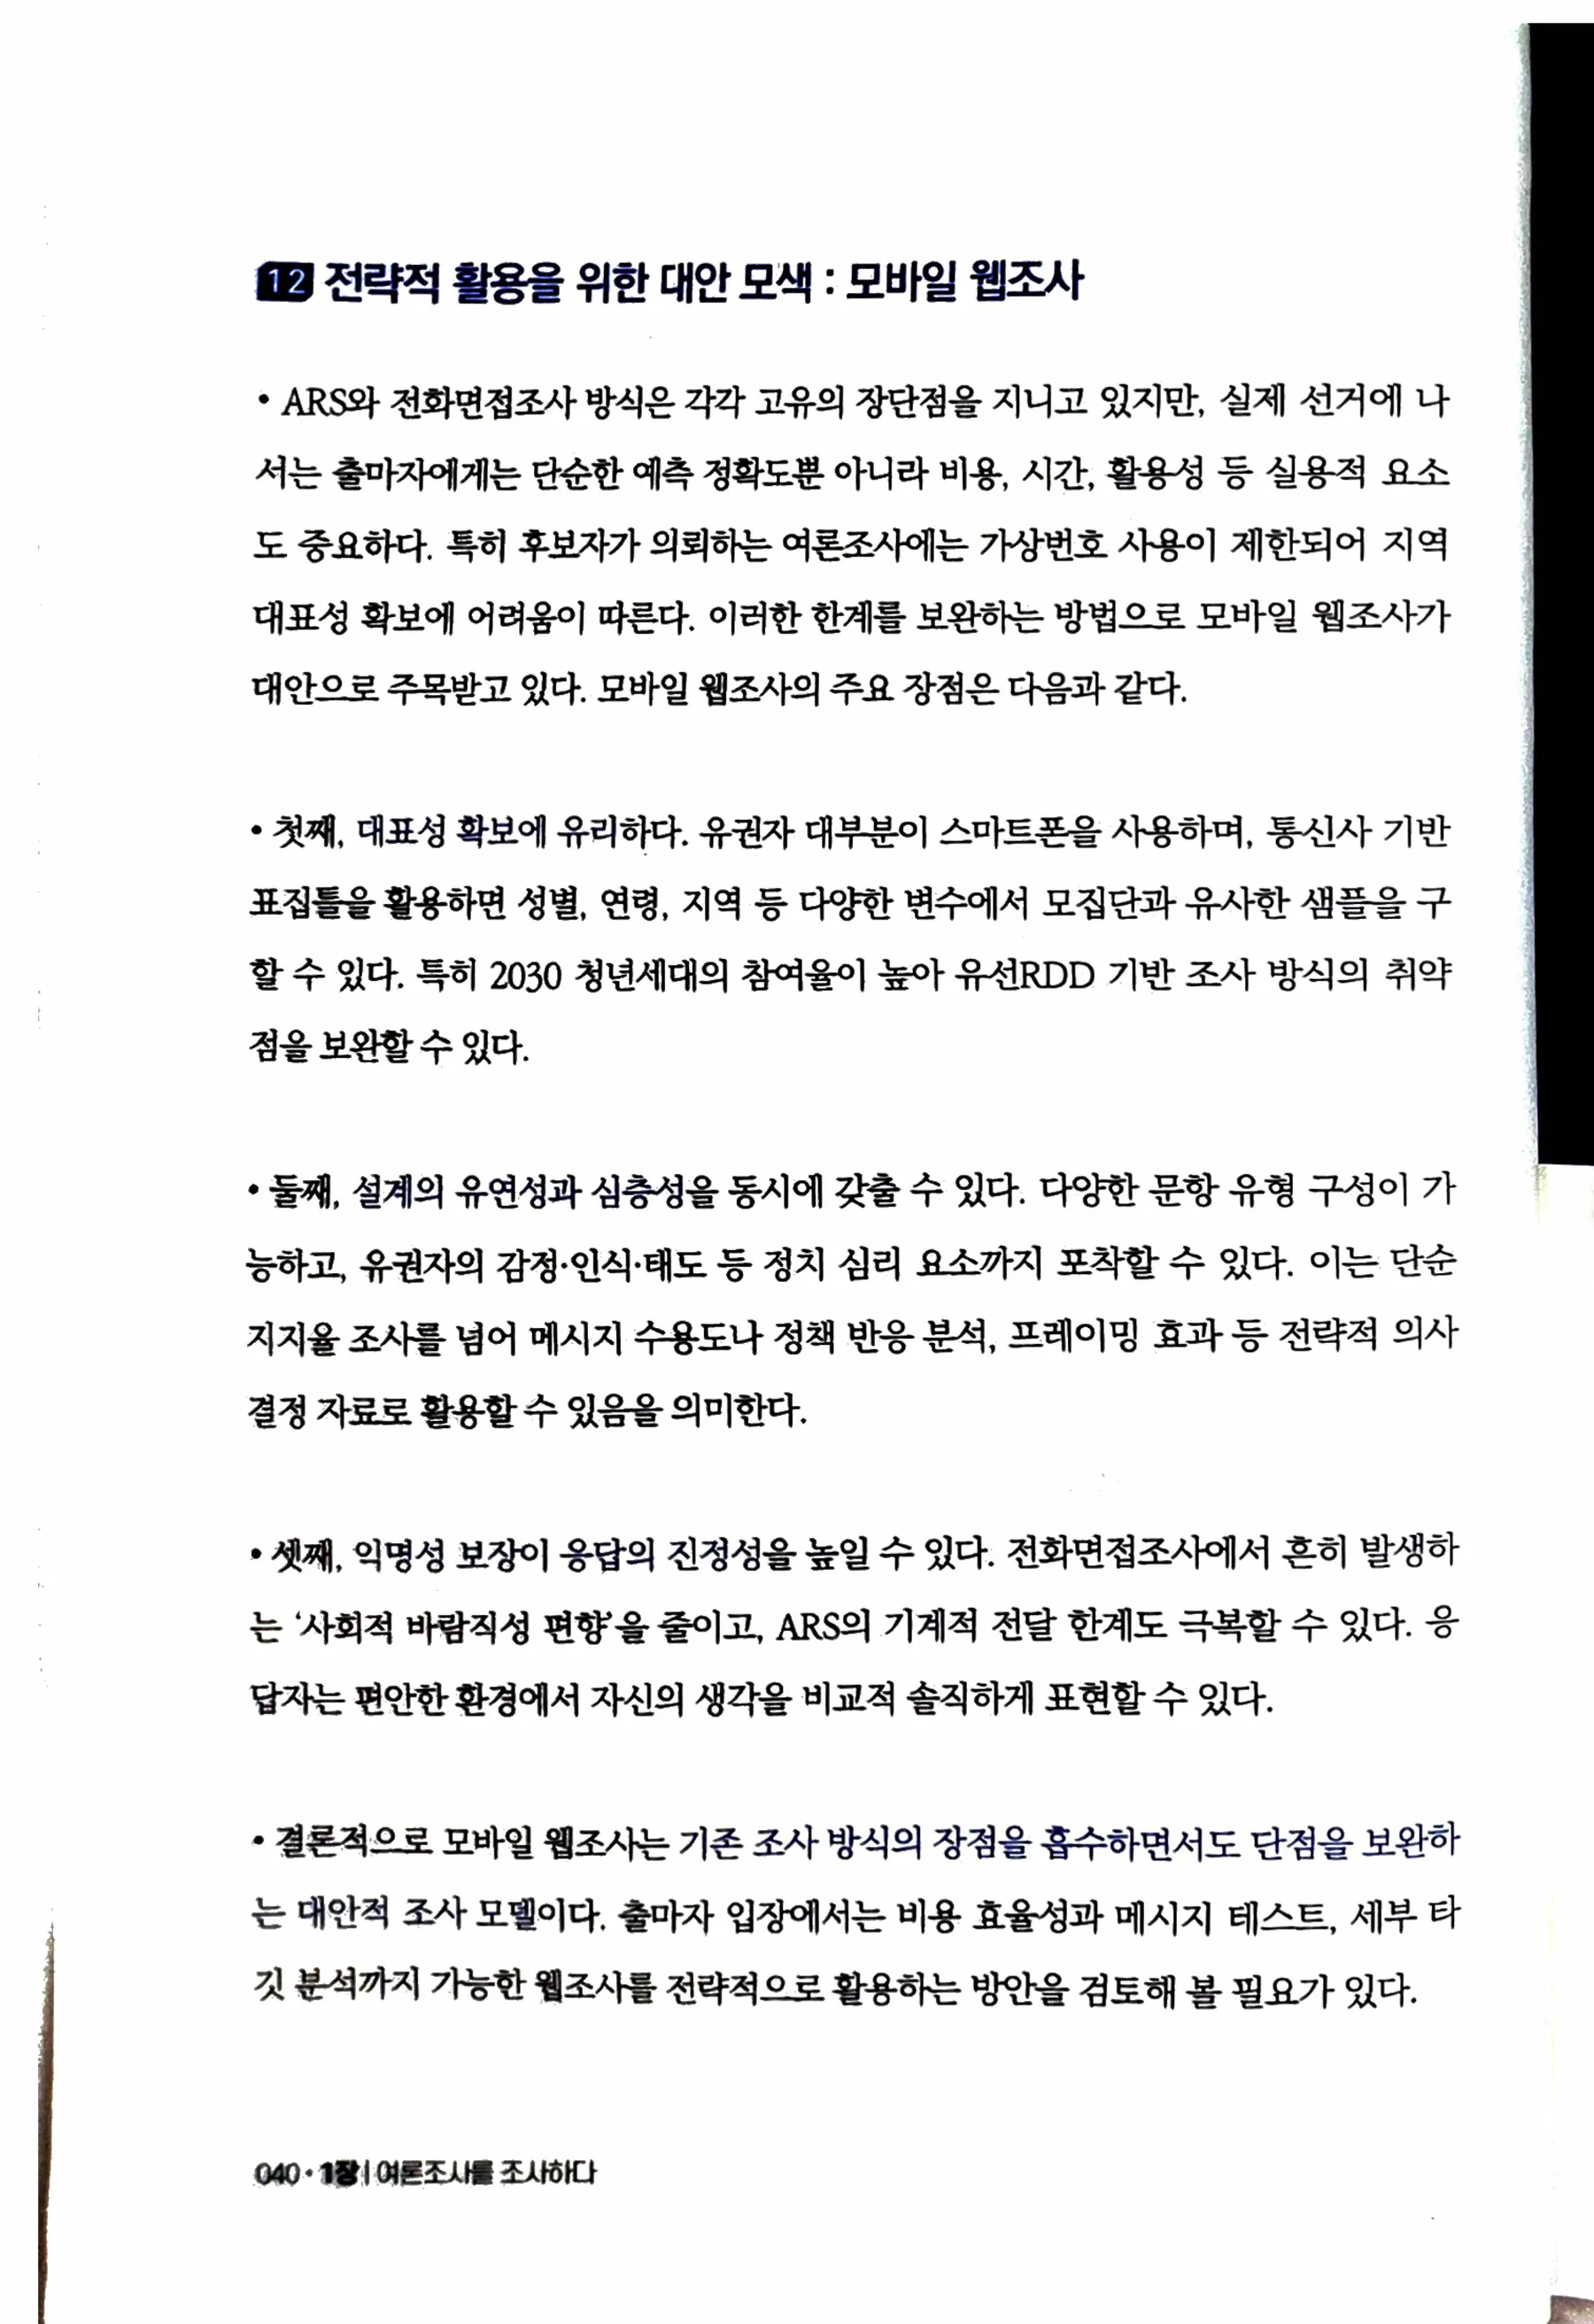 12 전략적 활용을 위한 대안 모색 : 모바일 웹조사
• ARS와 전화면접조사 방식은 각각 고유의 장단점을 지니고 있지만, 실제 선거에 나
서는 출마자에게는 단순한 예측 정확도뿐 아니라 비용, 시간, 활용성 등 실용적 요소
도 중요하다. 특히 후보자가 의뢰하는 여론조사에는 가상번호 사용이 제한되어 지역
대표성 확보에 어려움이 따른다. 이러한 한계를 보완하는 방법으로 모바일 웹조사가
대안으로 주목받고 있다. 모바일 웹조사의 주요 장점은 다음과 같다.
• 첫째, 대표성 확보에 유리하다. 유권자 대부분이 스마트폰을 사용하며, 통신사 기반
표집틀을 활용하면 성별, 연령, 지역 등 다양한 변수에서 모집단과 유사한 샘플을 구
할 수 있다. 특히 2030 청년세대의 참여율이 높아 유선RDD 기반 조사 방식의 취약
점을 보완할 수 있다.
• 둘째, 설계의 유연성과 심층성을 동시에 갖출 수 있다. 다양한 문항 유형 구성이 가
능하고, 유권자의 감정·인식·태도 등 정치 심리 요소까지 포착할 수 있다. 이는 단순
지지율 조사를 넘어 메시지 수용도나 정책 반응 분석, 프레이밍 효과 등 전략적 의사
결정 자료로 활용할 수 있음을 의미한다.
• 셋째, 익명성 보장이 응답의 진정성을 높일 수 있다. 전화면접조사에서 흔히 발생하
는 ‘사회적 바람직성 편향’을 줄이고, ARS의 기계적 전달 한계도 극복할 수 있다. 응
답자는 편안한 환경에서 자신의 생각을 비교적 솔직하게 표현할 수 있다.
• 결론적으로 모바일 웹조사는 기존 조사 방식의 장점을 흡수하면서도 단점을 보완하
는 대안적 조사 모델이다. 출마자 입장에서는 비용 효율성과 메시지 테스트, 세부 타
깃 분석까지 가능한 웹조사를 전략적으로 활용하는 방안을 검토해 볼 필요가 있다.
040 • 1장 | 여론조사를 조사하다